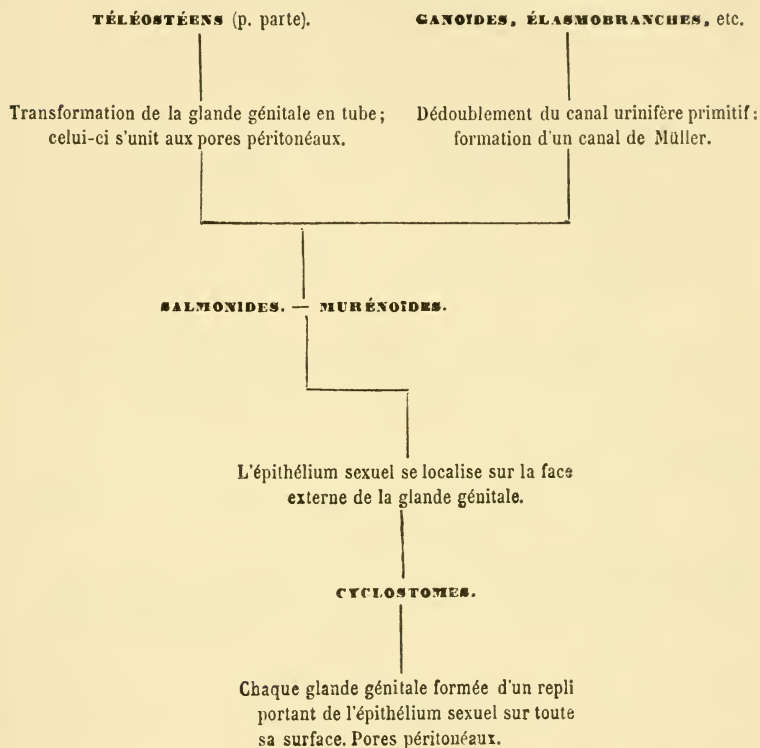 TÉLÉOSTÉENS (p. parte).
GANOÏDES, ÉLASMOBRANCHES, etc.
Transformation de la glande génitale en tube;
celui-ci s'unit aux pores péritonéaux.
Dédoublement du canal urinifère primitif:
formation d'un canal de Müller.
SALMONIDES. — MURÉNOÏDES.
L'épithélium sexuel se localise sur la face
externe de la glande génitale.
CYCLOSTOMES.
Chaque glande génitale formée d'un repli
portant de l'épithélium sexuel sur toute
sa surface. Pores péritonéaux.